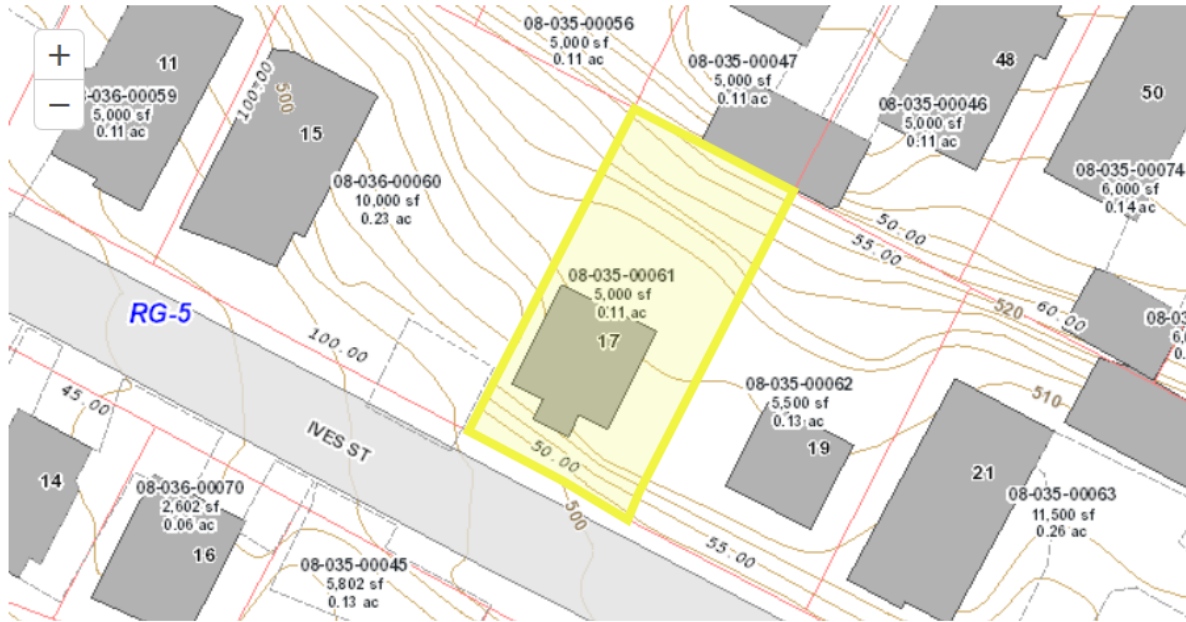 +
−
11
-036-00059
5,000 sf
0.11 ac
100.00
500
15
08-036-00060
10,000 sf
0.23 ac
08-035-00056
5,000 sf
0.11 ac
08-035-00047
5,000 sf
0.11 ac
48
08-035-00046
5,000 sf
0.11 ac
50
08-035-00074
6,000 sf
0.14 ac
50.00
55.00
520
60.00
RG-5
100.00
08-035-00061
5,000 sf
0.11 ac
17
50.00
500
08-035-00062
5,500 sf
0.13 ac
19
510
55.00
21
08-035-00063
11,500 sf
0.26 ac
45.00
IVES ST
14
08-036-00070
2,602 sf
0.06 ac
16
08-035-00045
5,802 sf
0.13 ac